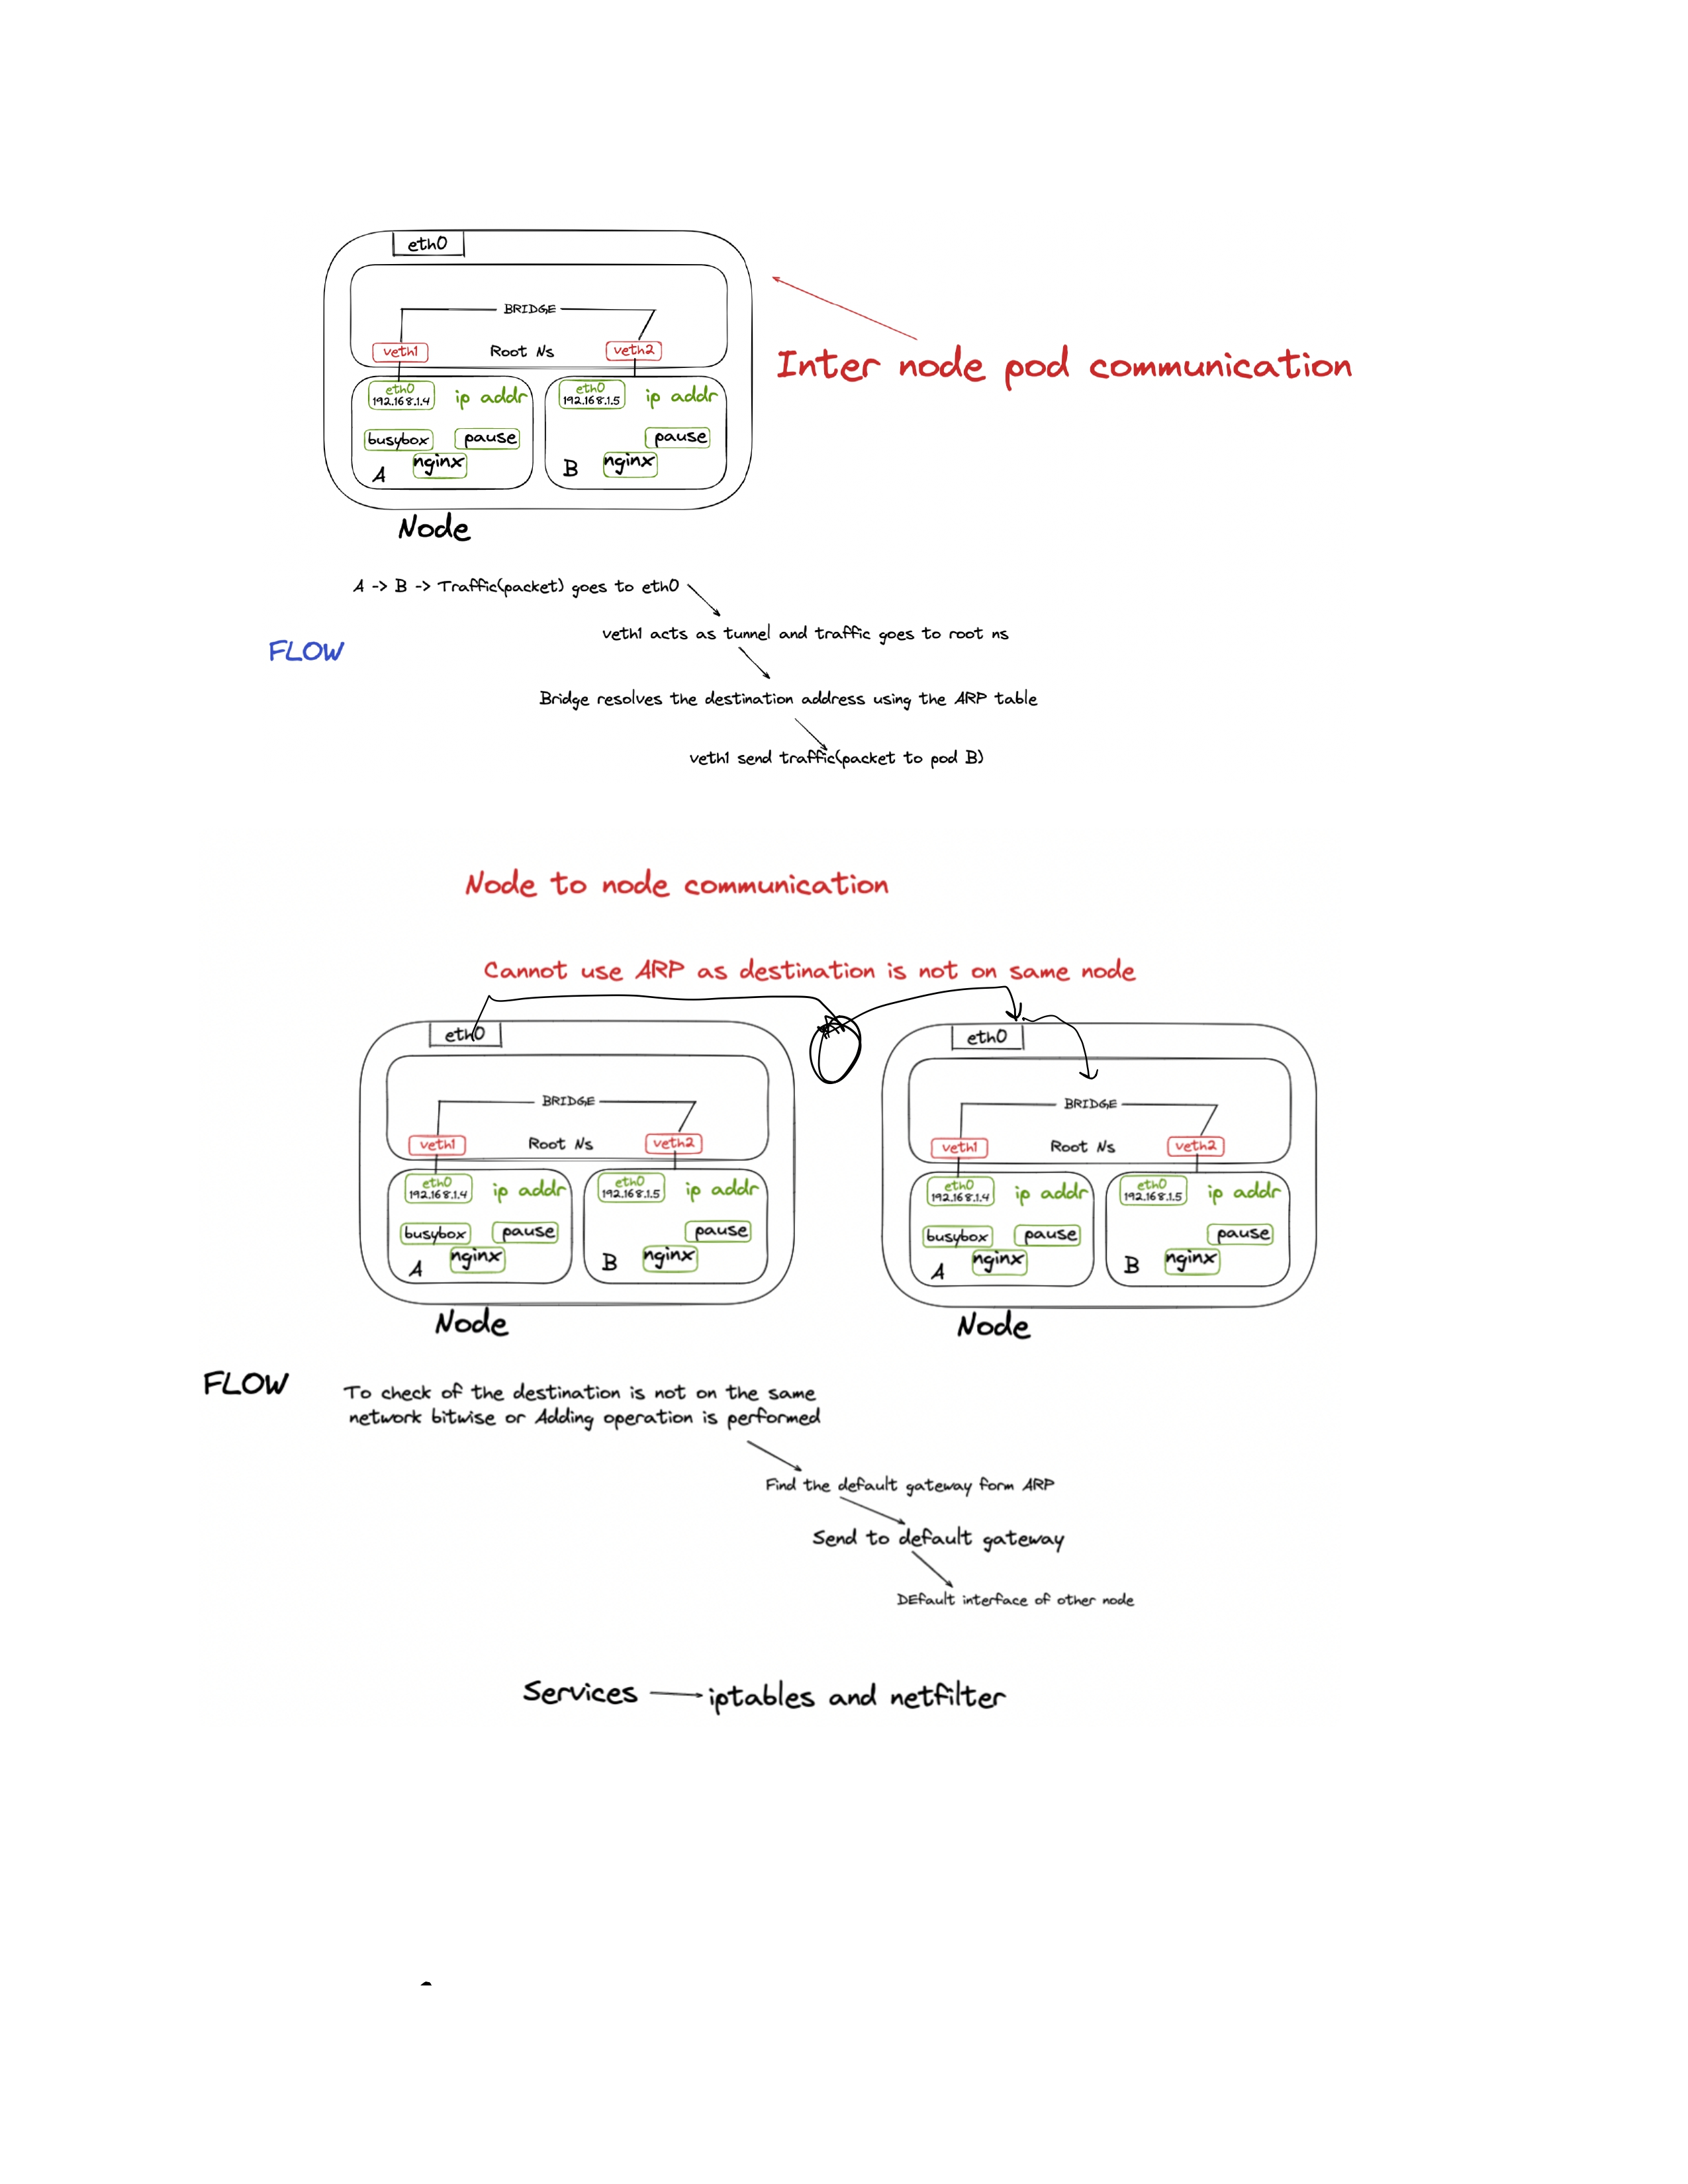 eth0
BRIDGE
veth1 Root Ns veth2
Inter node pod communication
eth0
192.168.1.4
ip addr
eth0
192.168.1.5
ip addr
busybox pause
nginx
A
pause
nginx
B
Node
A -> B -> Traffic(packet) goes to eth0
veth1 acts as tunnel and traffic goes to root ns
FLOW
Bridge resolves the destination address using the ARP table
veth1 send traffic(packet to pod B)
Node to node communication
Cannot use ARP as destination is not on same node
eth0
BRIDGE
veth1 Root Ns veth2
eth0
192.168.1.4
ip addr
eth0
192.168.1.5
ip addr
busybox pause
nginx
A
pause
nginx
B
Node
eth0
BRIDGE
veth1 Root Ns veth2
eth0
192.168.1.4
ip addr
eth0
192.168.1.5
ip addr
busybox pause
nginx
A
pause
nginx
B
Node
FLOW
To check of the destination is not on the same
network bitwise or Adding operation is performed
Find the default gateway form ARP
Send to default gateway
DEfault interface of other node
Services
iptables and netfilter